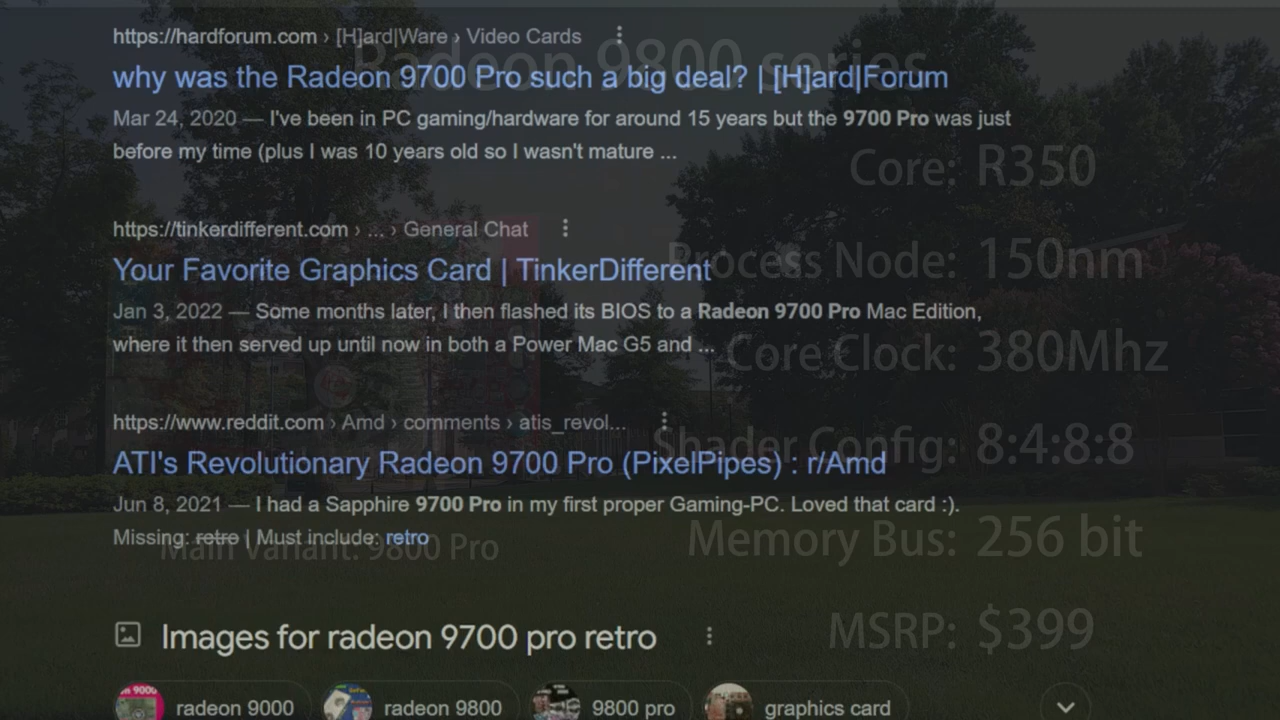 https://hardforum.com › [H]ard|Ware › Video Cards
Radeon 9800 series
why was the Radeon 9700 Pro such a big deal? | [H]ard|Forum
Mar 24, 2020 — I've been in PC gaming/hardware for around 15 years but the 9700 Pro was just
before my time (plus I was 10 years old so I wasn't mature ...
Core: R350
https://tinkerdifferent.com › ... › General Chat
Process Node: 150nm
Your Favorite Graphics Card | TinkerDifferent
Jan 3, 2022 — Some months later, I then flashed its BIOS to a Radeon 9700 Pro Mac Edition,
where it then served up until now in both a Power Mac G5 and ...
Core Clock: 380Mhz
https://www.reddit.com › Amd › comments › atis_revol...
Shader Config: 8:4:8:8
ATI's Revolutionary Radeon 9700 Pro (PixelPipes) : r/Amd
Jun 8, 2021 — I had a Sapphire 9700 Pro in my first proper Gaming-PC. Loved that card :).
Missing: retro | Must include: retro
Main Variant: 9800 Pro
Memory Bus: 256 bit
MSRP: $399
Images for radeon 9700 pro retro
radeon 9000
radeon 9800
9800 pro
graphics card